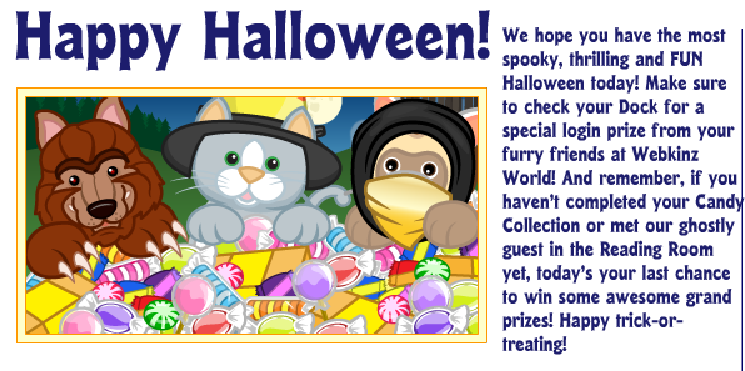 Happy Halloween!
We hope you have the most
spooky, thrilling and FUN
Halloween today! Make sure
to check your Dock for a
special login prize from your
furry friends at Webkinz
World! And remember, if you
haven't completed your Candy
Collection or met our ghostly
guest in the Reading Room
yet, today's your last chance
to win some awesome grand
prizes! Happy trick-or-
treating!